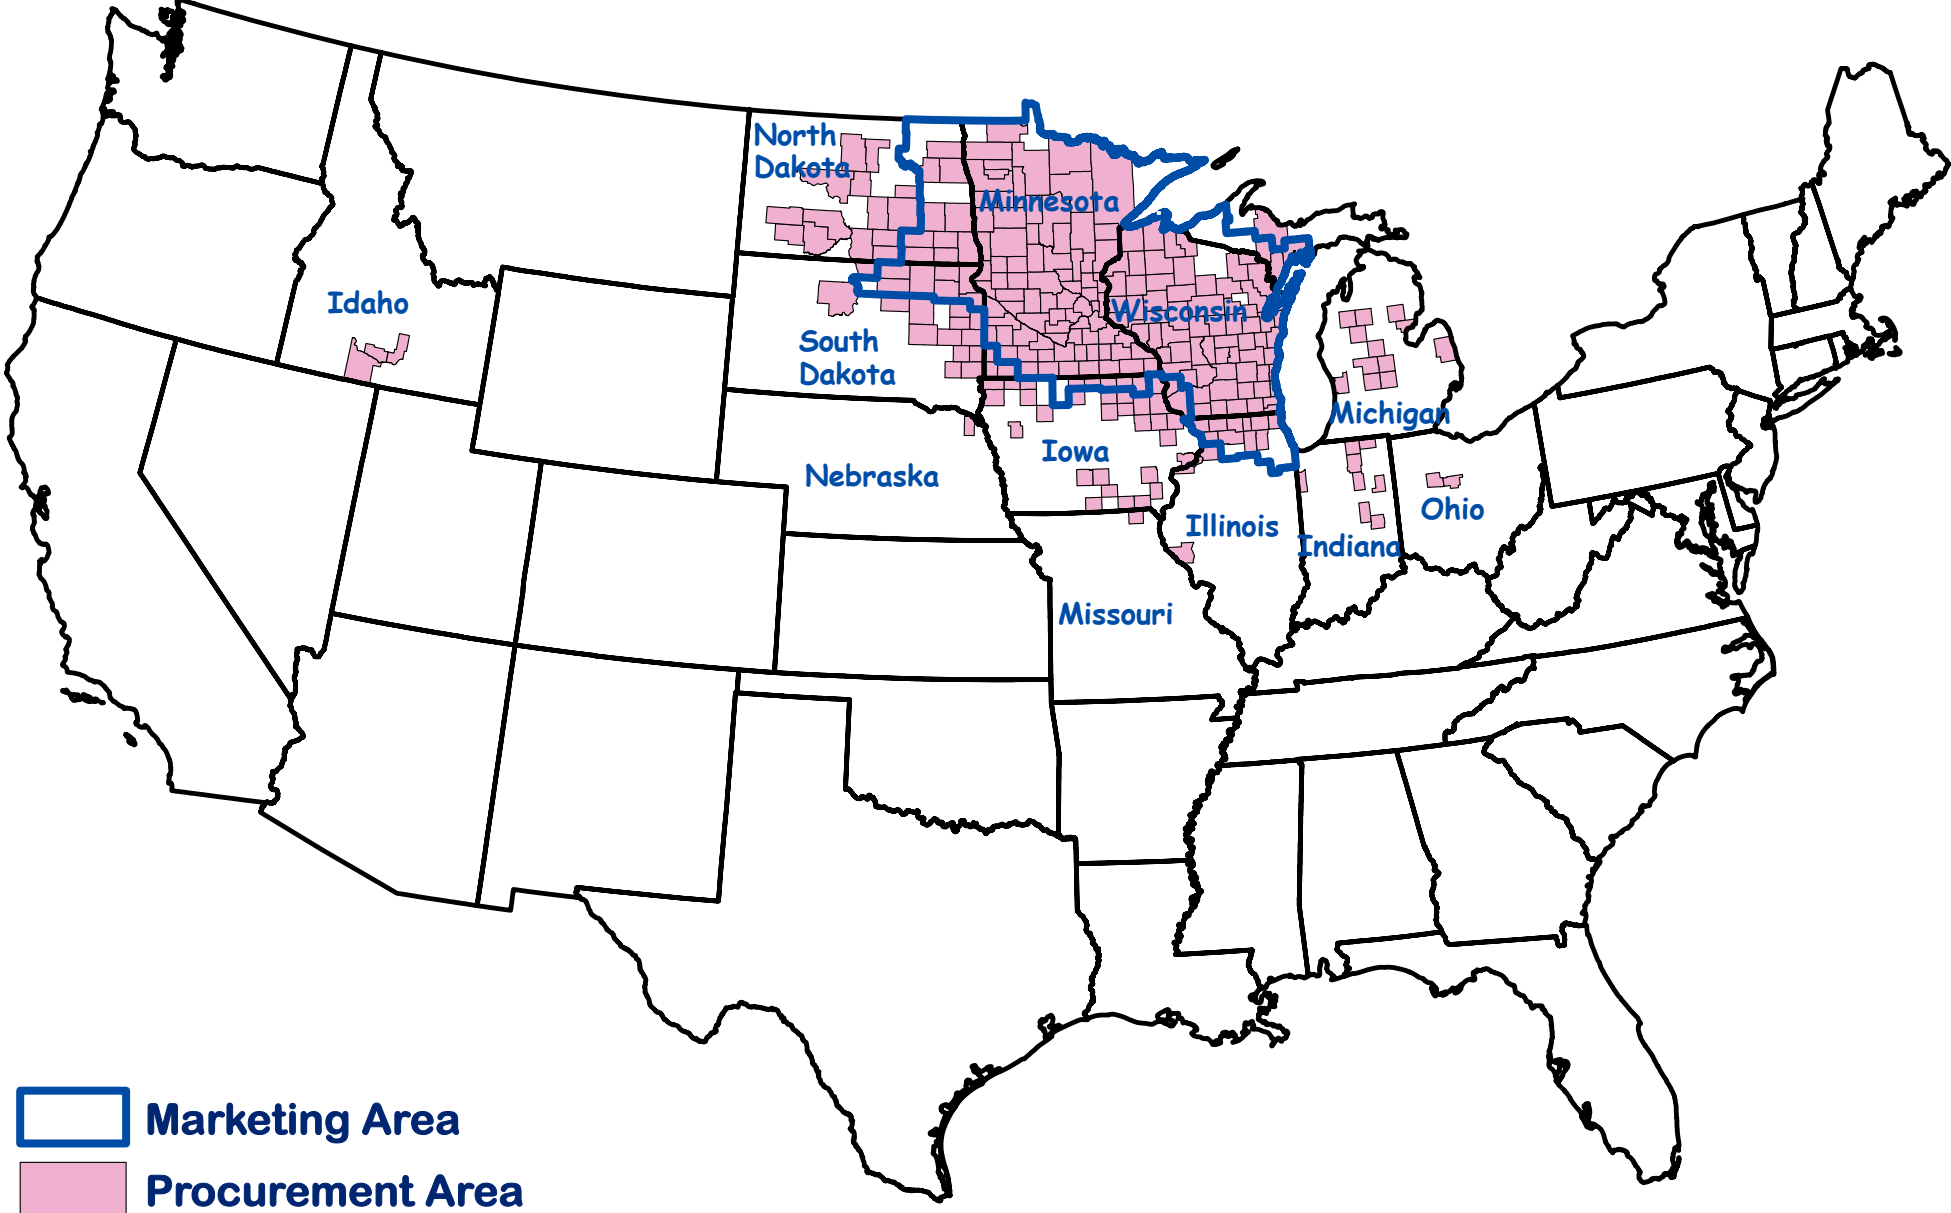 North
Dakota
Minnesota
Idaho
Wisconsin
South
Dakota
Michigan
Iowa
Nebraska
Ohio
Illinois
Indiana
Missouri
Marketing Area
Procurement Area